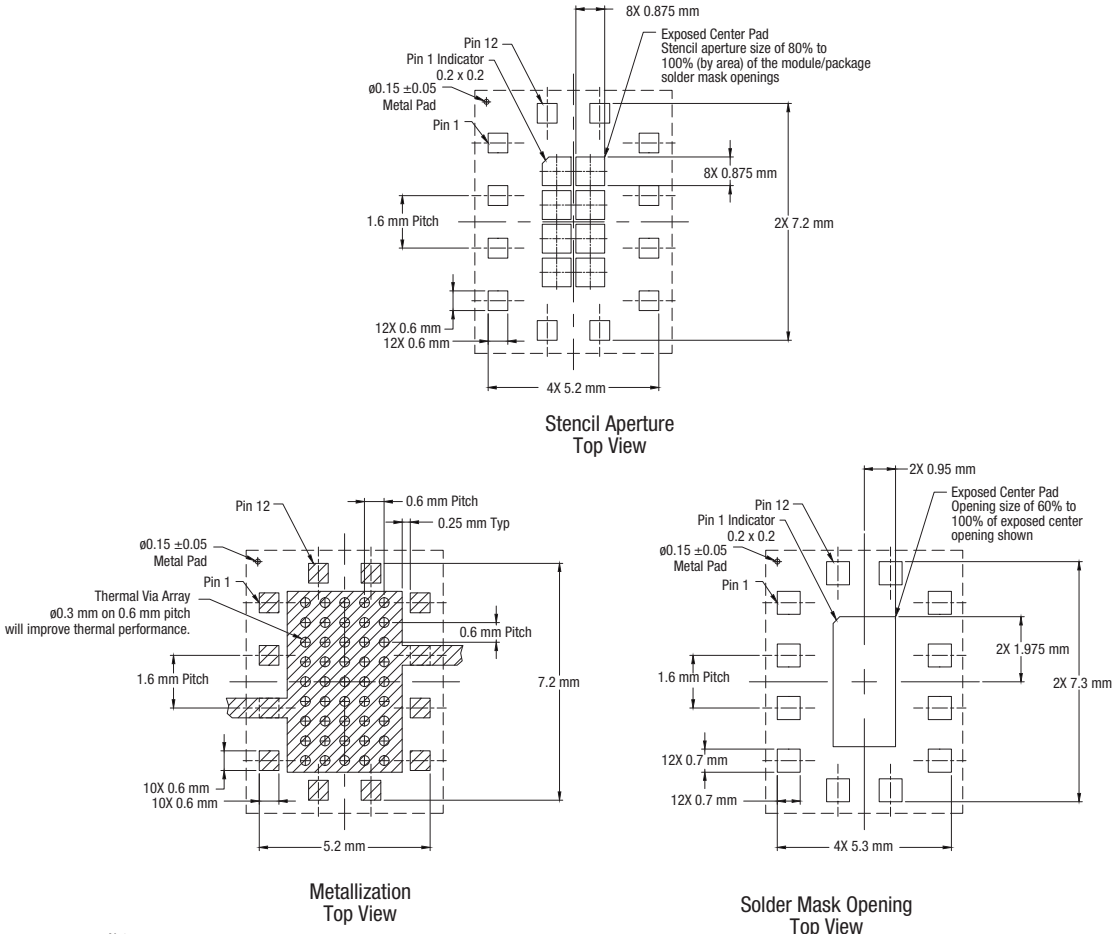 8X 0.875 mm
Pin 12
Exposed Center Pad
Stencil aperture size of 80% to
100% (by area) of the module/package
solder mask openings
Pin 1 Indicator
0.2 x 0.2
ø0.15 ±0.05
Metal Pad
Pin 1
8X 0.875 mm
1.6 mm Pitch
2X 7.2 mm
12X 0.6 mm
12X 0.6 mm
4X 5.2 mm
Stencil Aperture
Top View
Pin 12
0.6 mm Pitch
0.25 mm Typ
ø0.15 ±0.05
Metal Pad
Pin 1
Thermal Via Array
ø0.3 mm on 0.6 mm pitch
will improve thermal performance.
0.6 mm Pitch
1.6 mm Pitch
7.2 mm
10X 0.6 mm
10X 0.6 mm
5.2 mm
Metallization
Top View
2X 0.95 mm
Pin 12
Exposed Center Pad
Opening size of 60% to
100% of exposed center
opening shown
Pin 1 Indicator
0.2 x 0.2
ø0.15 ±0.05
Metal Pad
Pin 1
2X 1.975 mm
1.6 mm Pitch
2X 7.3 mm
12X 0.7 mm
12X 0.7 mm
4X 5.3 mm
Solder Mask Opening
Top View